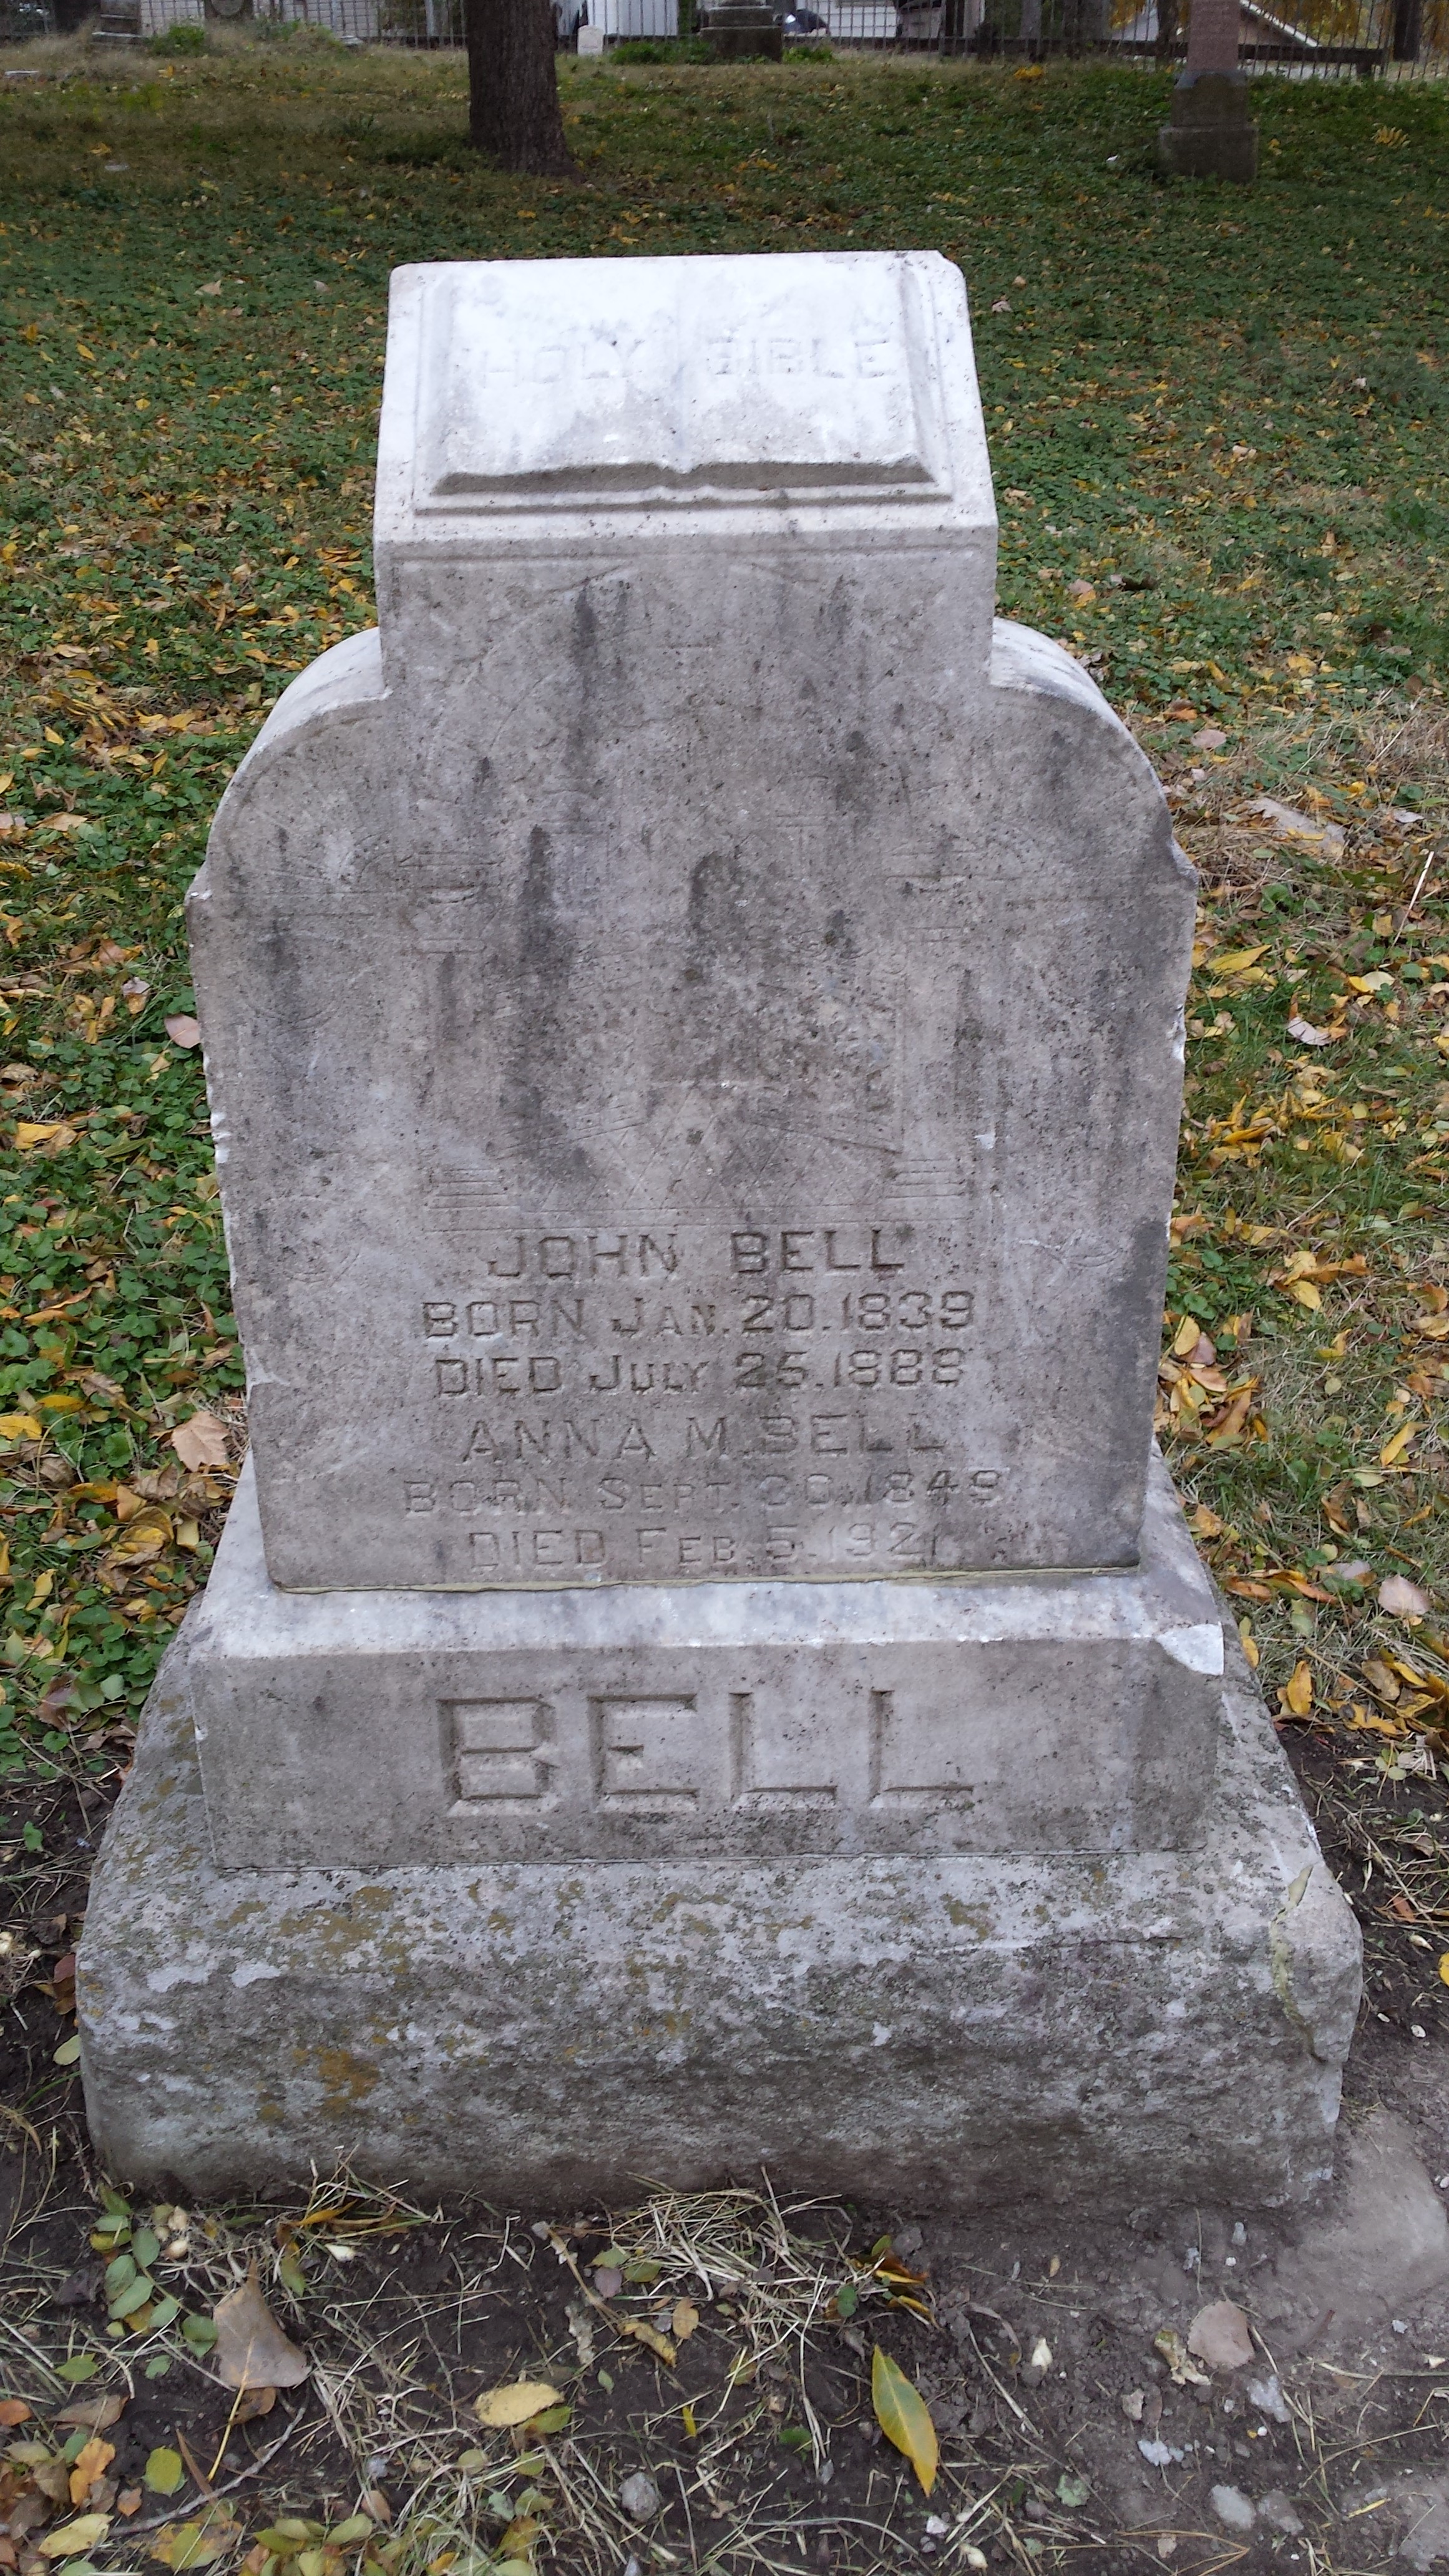 HOLY BIBLE
JOHN BELL
BORN JAN. 20. 1839
DIED JULY 25. 1888
ANNA M. BELL
BORN SEPT 30. 1849
DIED FEB. 5. 1921
BELL